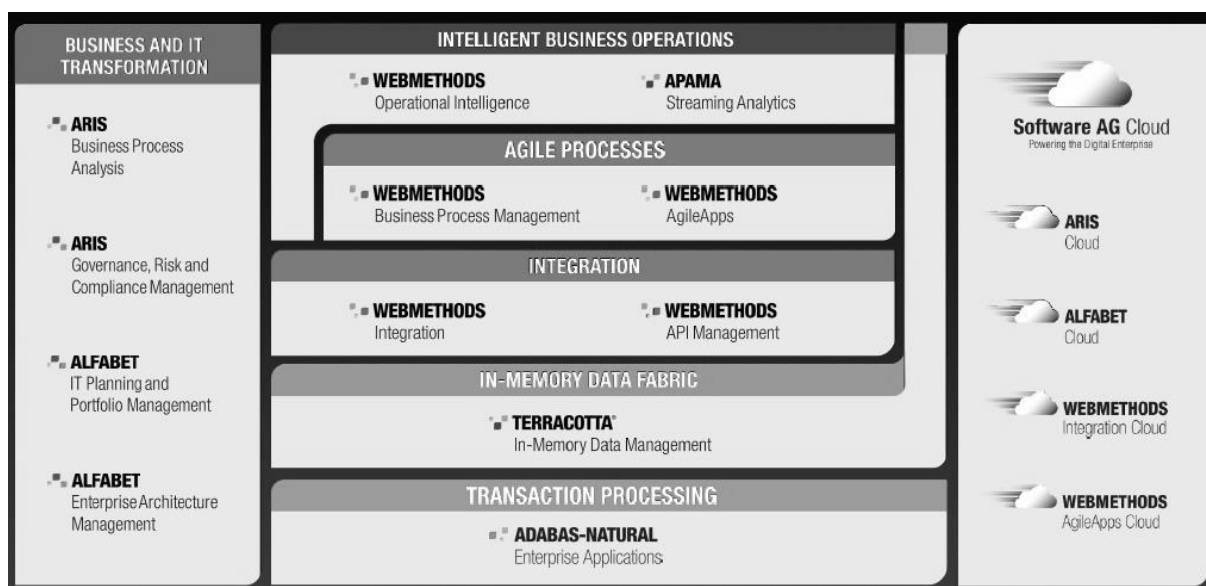 BUSINESS AND IT
TRANSFORMATION
ARIS
Business Process
Analysis
ARIS
Governance, Risk and
Compliance Management
ALFABET
IT Planning and
Portfolio Management
ALFABET
Enterprise Architecture
Management
INTELLIGENT BUSINESS OPERATIONS
WEBMETHODS
Operational Intelligence
APAMA
Streaming Analytics
AGILE PROCESSES
WEBMETHODS
Business Process Management
WEBMETHODS
AgileApps
INTEGRATION
WEBMETHODS
Integration
WEBMETHODS
API Management
IN-MEMORY DATA FABRIC
TERRACOTTA®
In-Memory Data Management
TRANSACTION PROCESSING
ADABAS-NATURAL
Enterprise Applications
Software AG Cloud
Powering the Digital Enterprise
ARIS
Cloud
ALFABET
Cloud
WEBMETHODS
Integration Cloud
WEBMETHODS
AgileApps Cloud